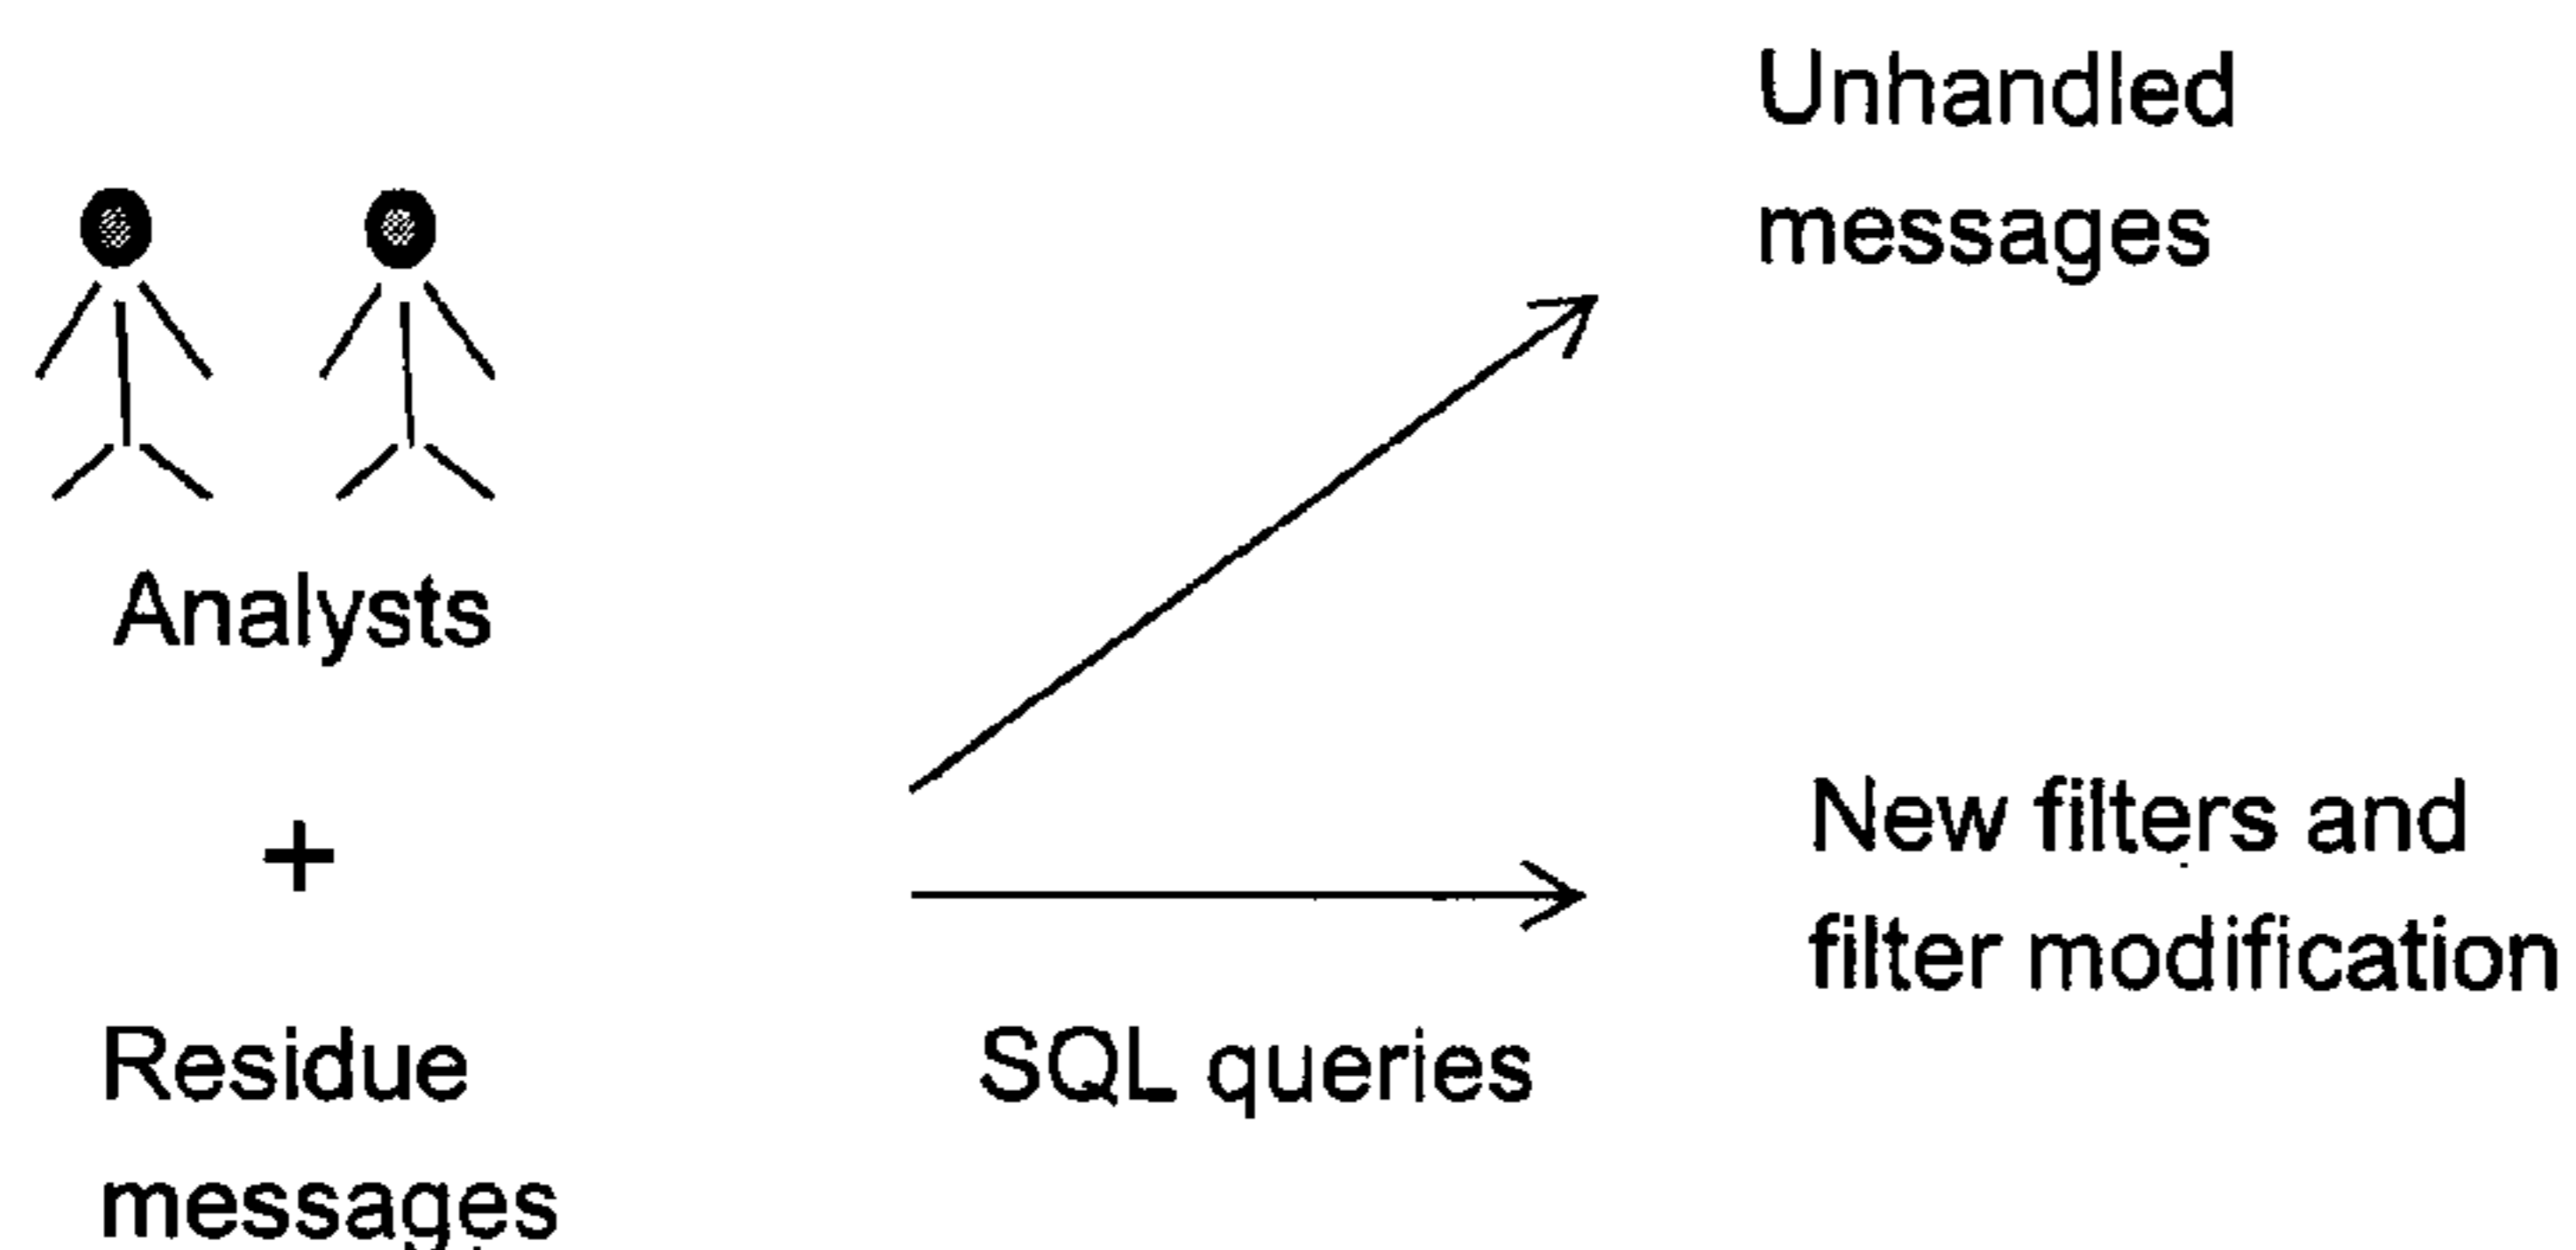 Unhandled
messages
Analysts
+
New filters and
filter modification
Residue
messages
SQL queries